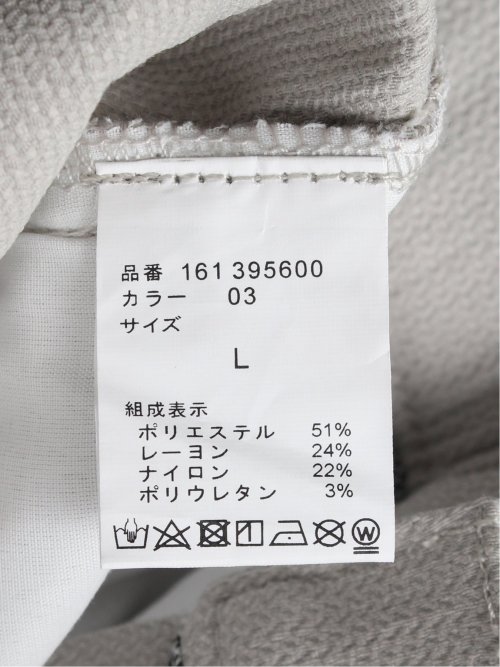 品番 161 395600
カラー 03
サイズ
L
組成表示
ポリエステル 51%
レーヨン 24%
ナイロン 22%
ポリウレタン 3%
W